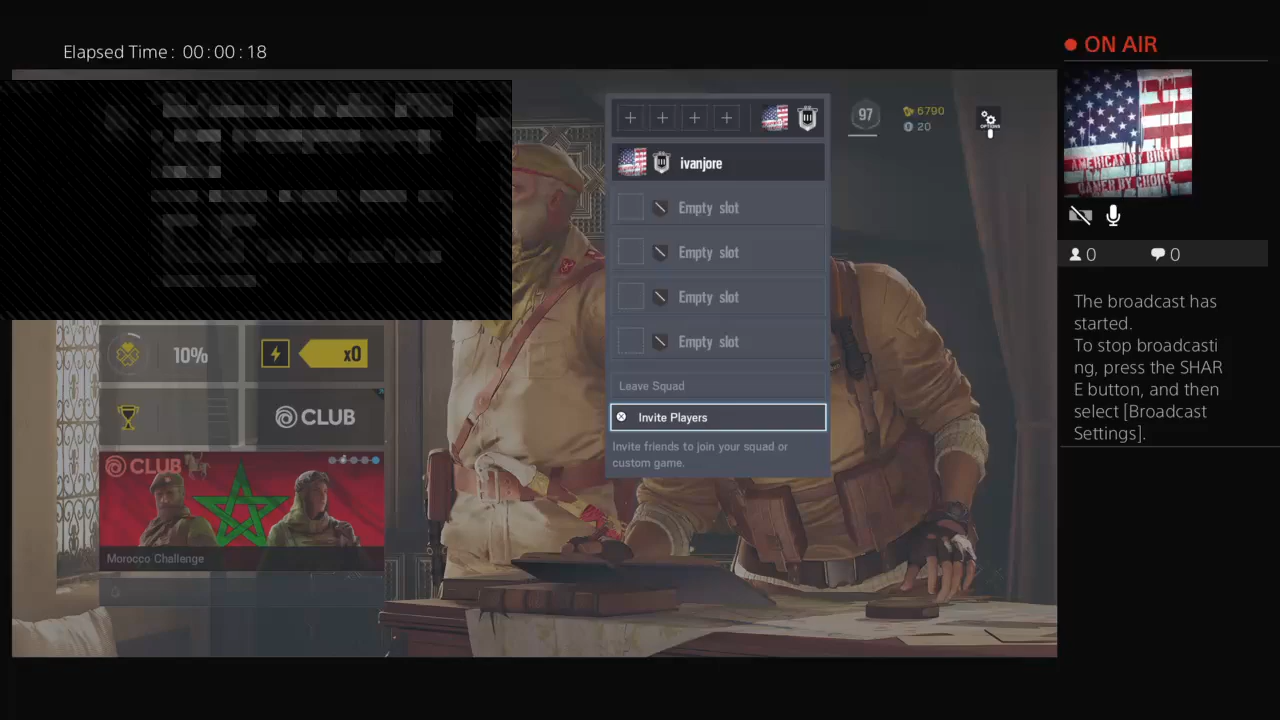 Elapsed Time: 00:00:18
ON AIR
AMERICAN BY BIRTH
GAMER BY CHOICE
97
6790
20
OPTIONS
ivanjore
Empty slot
Empty slot
Empty slot
Empty slot
Leave Squad
Invite Players
Invite friends to join your squad or
custom game.
10%
x0
CLUB
CLUB
Morocco Challenge
0
0
The broadcast has
started.
To stop broadcasti
ng, press the SHAR
E button, and then
select [Broadcast
Settings].